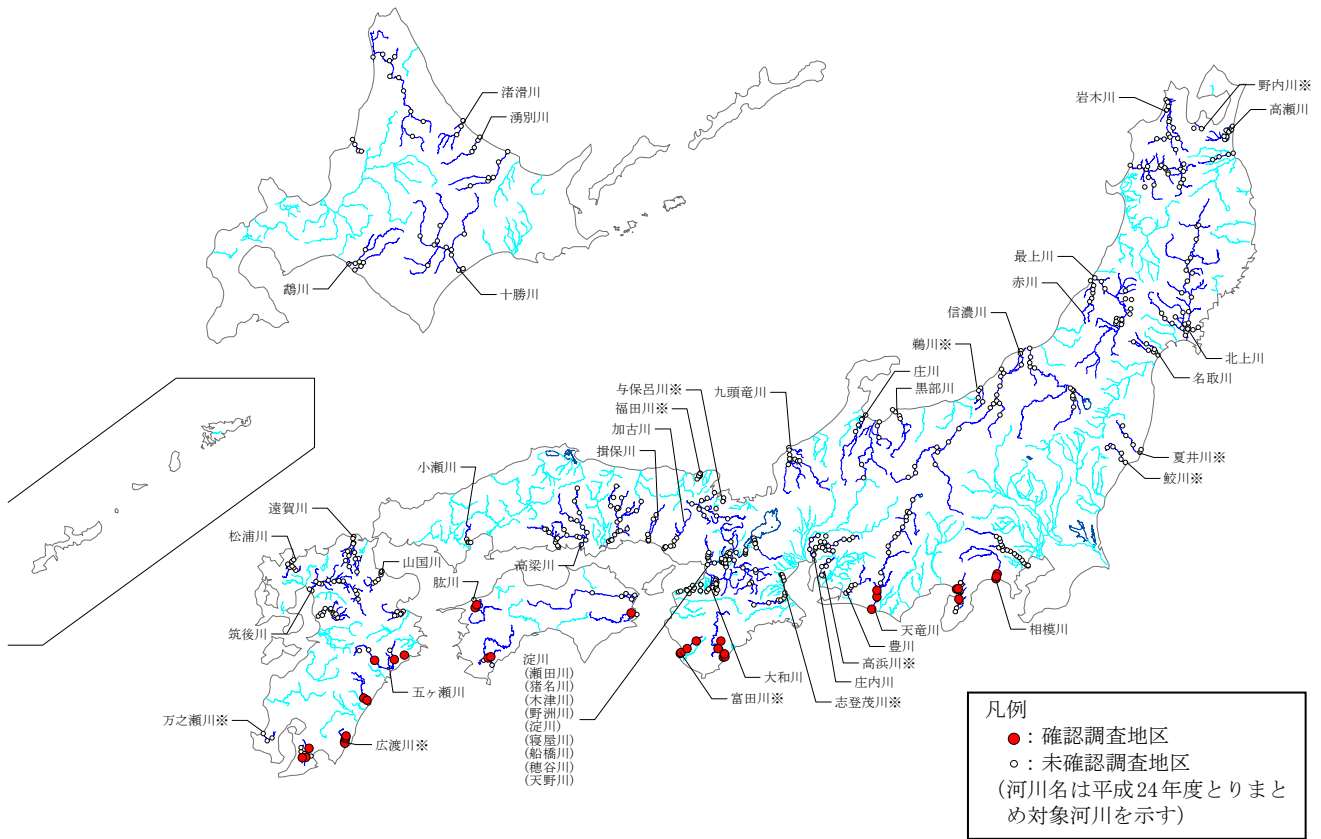 渚滑川
湧別川
鵡川
十勝川
岩木川
野内川※
高瀬川
最上川
赤川
信濃川
鵜川※
北上川
名取川
庄川
黒部川
与保呂川※
九頭竜川
福田川※
加古川
揖保川
小瀬川
夏井川※
鮫川※
遠賀川
松浦川
山国川
高梁川
肱川
筑後川
天竜川
相模川
豊川
高浜川※
庄内川
志登茂川※
大和川
富田川※
淀川
(瀬田川)
(猪名川)
(木津川)
(野洲川)
(淀川)
(寝屋川)
(船橋川)
(穂谷川)
(天野川)
五ヶ瀬川
万之瀬川※
広渡川※
凡例
：確認調査地区
：未確認調査地区
(河川名は平成24年度とりまと
め対象河川を示す)